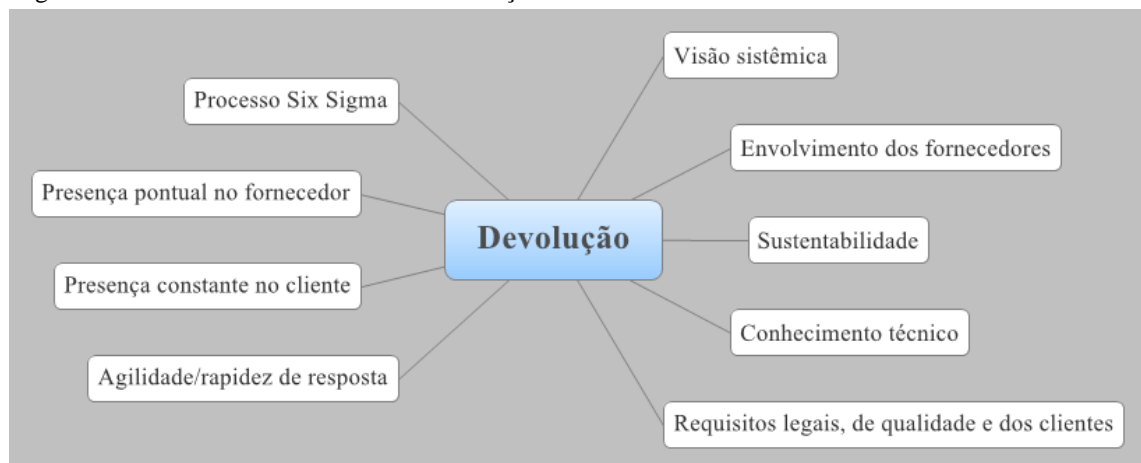 Visão sistêmica
Processo Six Sigma
Envolvimento dos fornecedores
Presença pontual no fornecedor
Devolução
Sustentabilidade
Presença constante no cliente
Conhecimento técnico
Agilidade/rapidez de resposta
Requisitos legais, de qualidade e dos clientes